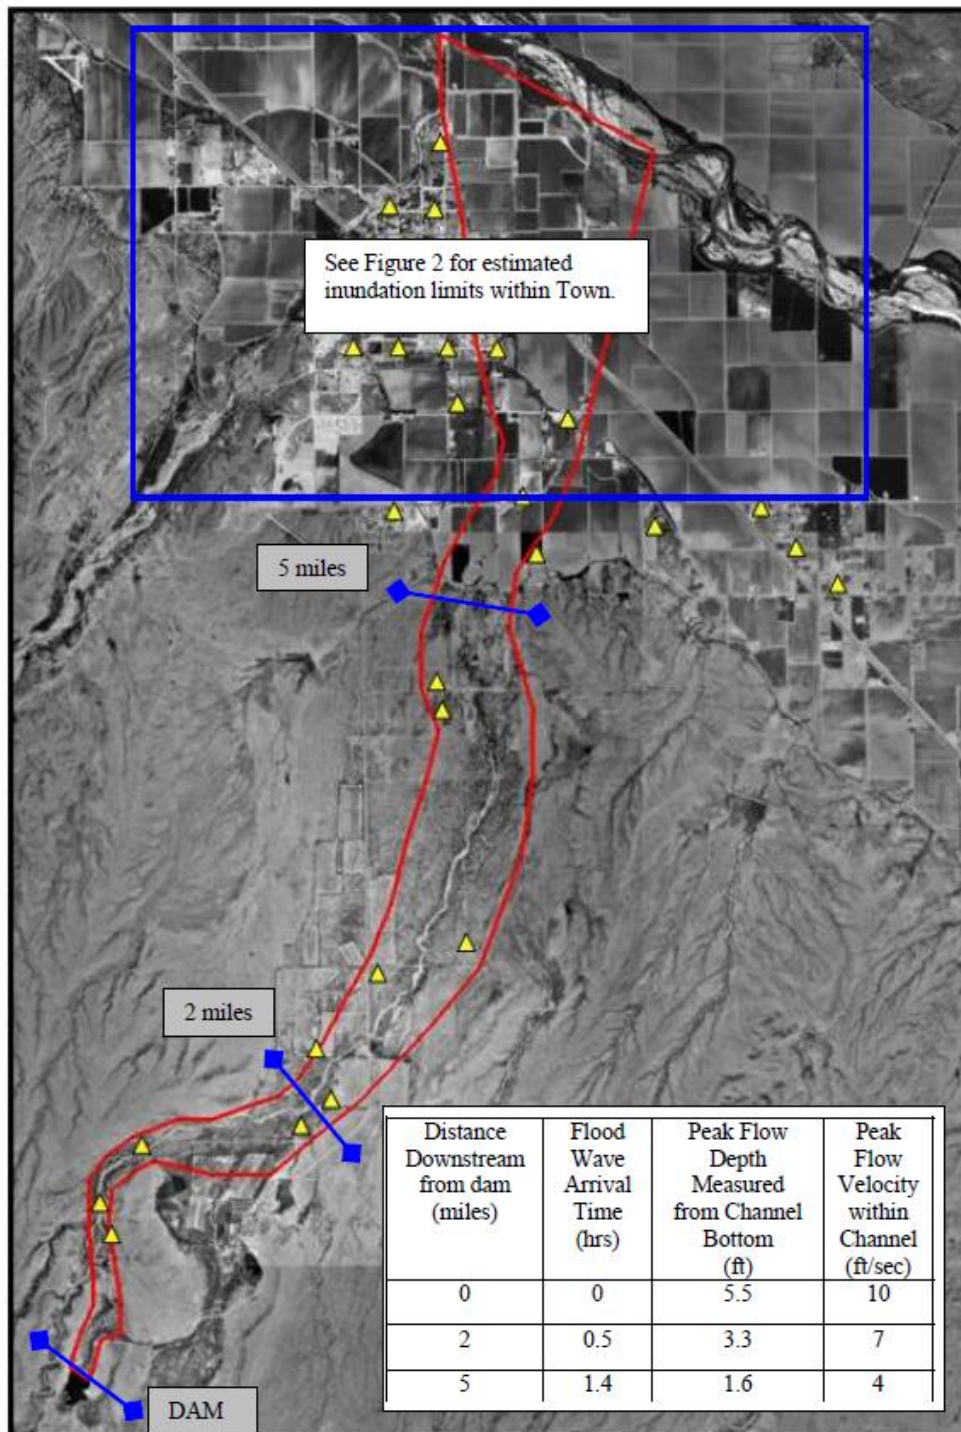 See Figure 2 for estimated
inundation limits within Town.
5 miles
2 miles
DAM
Distance
Downstream
from dam
(miles)
Flood
Wave
Arrival
Time
(hrs)
Peak Flow
Depth
Measured
from Channel
Bottom
(ft)
Peak
Flow
Velocity
within
Channel
(ft/sec)
0 0 5.5 10
2 0.5 3.3 7
5 1.4 1.6 4